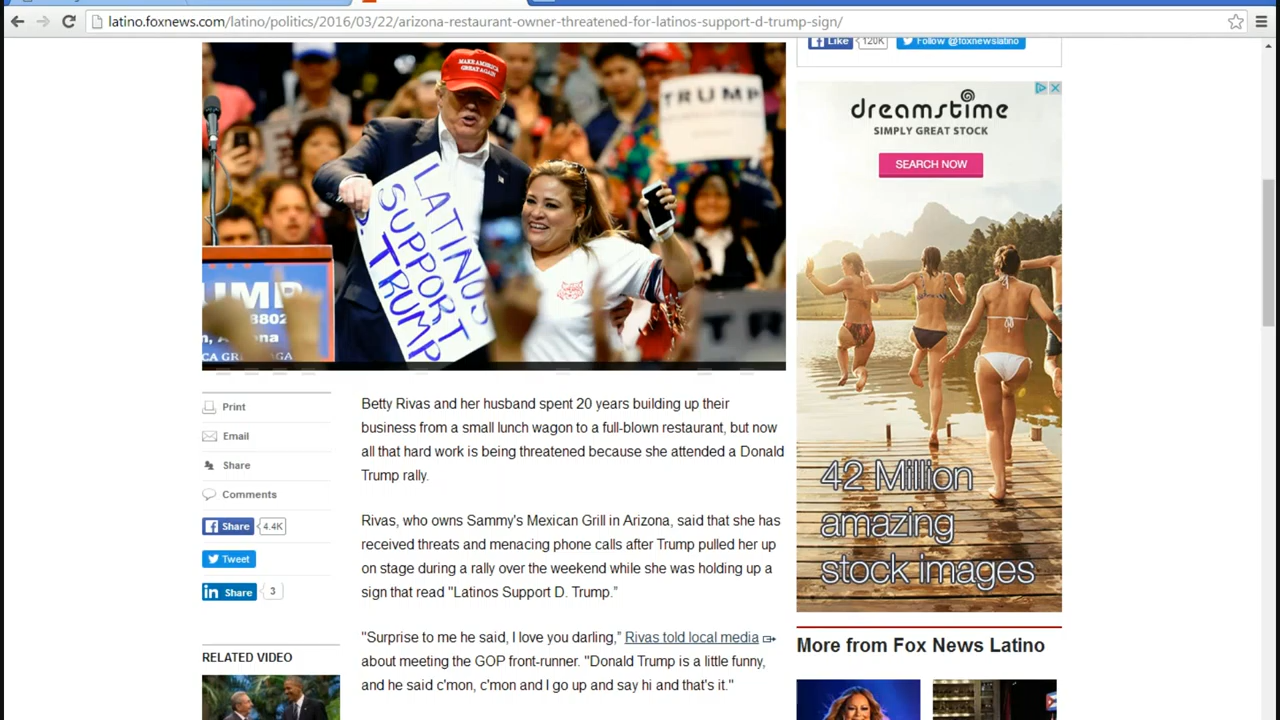 latino.foxnews.com/latino/politics/2016/03/22/arizona-restaurant-owner-threatened-for-latinos-support-d-trump-sign/
Like 120K Follow @foxnewslatino
MAKE AMERICA
GREAT AGAIN
TRUMP
LATINOS
SUPPORT
D. TRUMP
UMP
8802
TR
dreamstime
SIMPLY GREAT STOCK
SEARCH NOW
42 Million
amazing
stock images
Print
Email
Share
Comments
Share 4.4K
Tweet
in Share 3
RELATED VIDEO
Betty Rivas and her husband spent 20 years building up their
business from a small lunch wagon to a full-blown restaurant, but now
all that hard work is being threatened because she attended a Donald
Trump rally.
Rivas, who owns Sammy's Mexican Grill in Arizona, said that she has
received threats and menacing phone calls after Trump pulled her up
on stage during a rally over the weekend while she was holding up a
sign that read "Latinos Support D. Trump."
"Surprise to me he said, I love you darling," Rivas told local media
about meeting the GOP front-runner. "Donald Trump is a little funny,
and he said c'mon, c'mon and I go up and say hi and that's it."
More from Fox News Latino